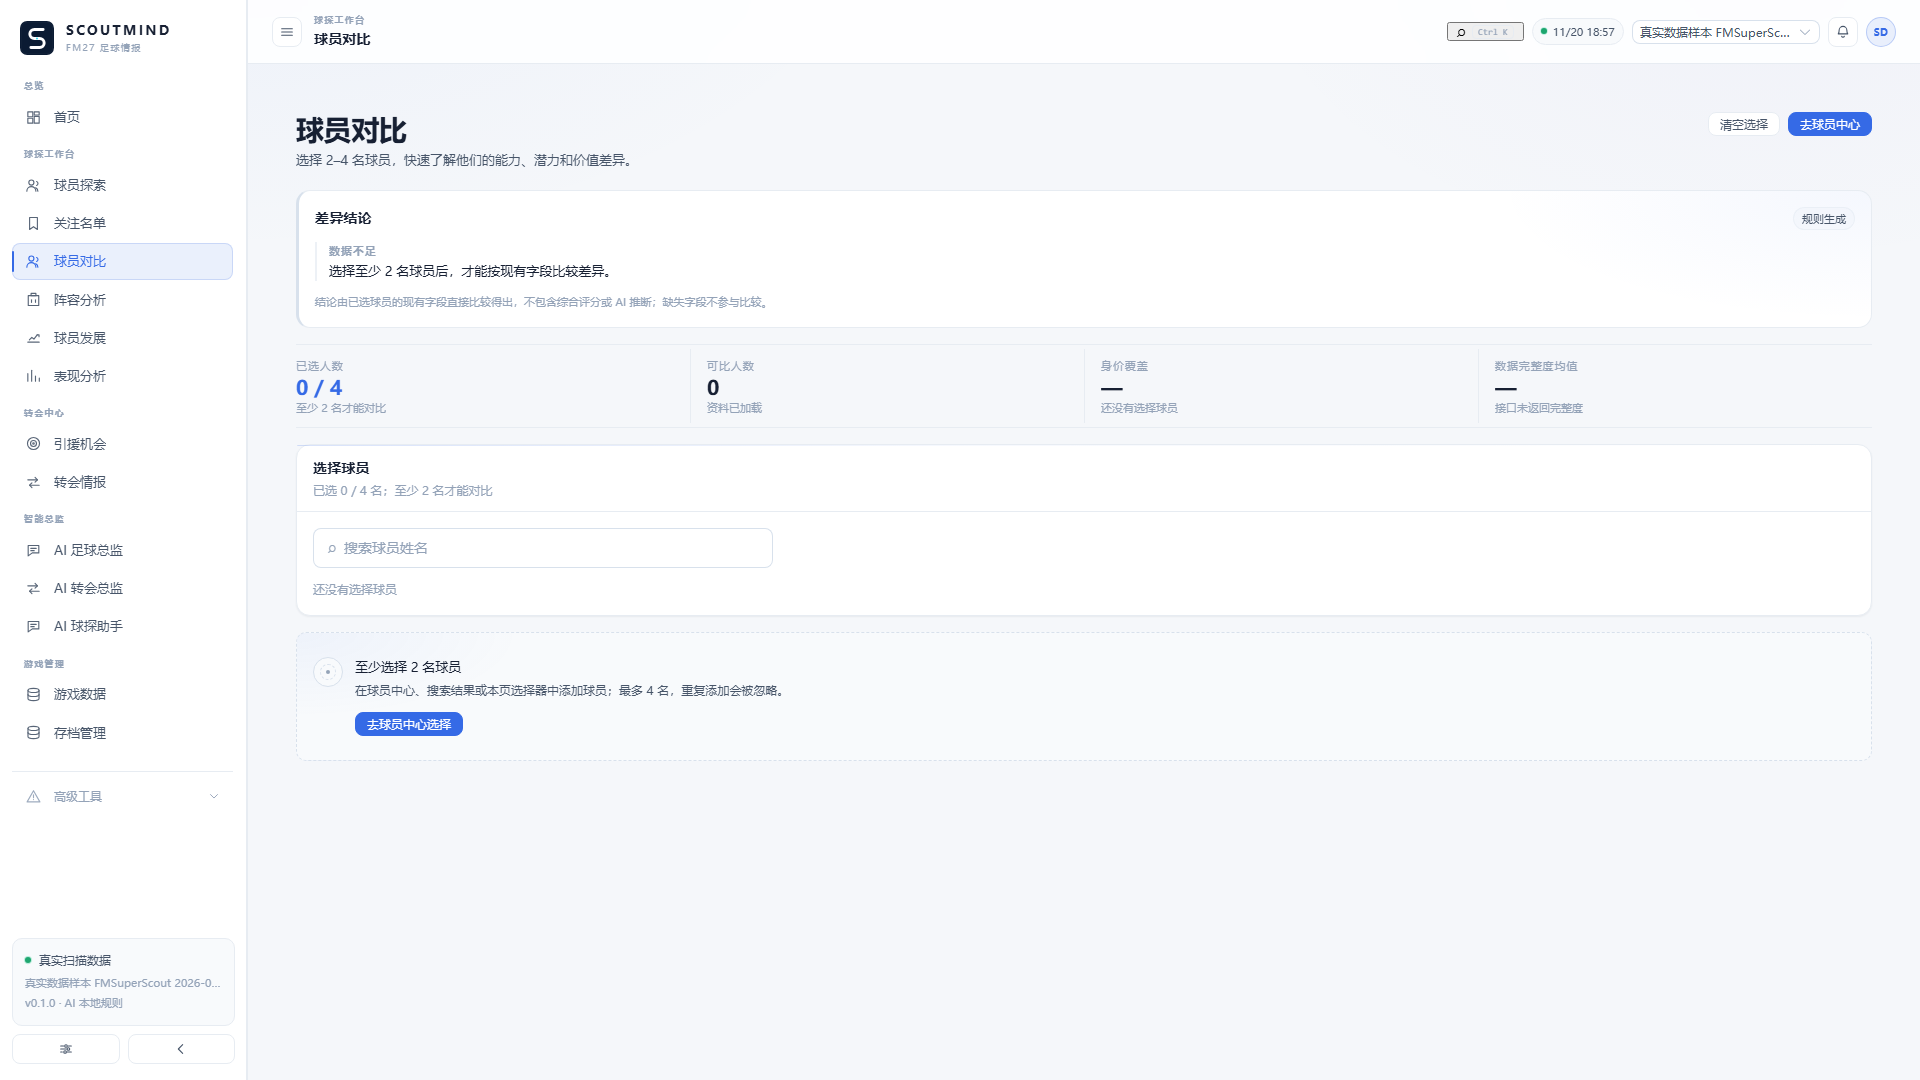 SCOUTMIND
FM27 足球情报
总览
首页
球探工作台
球员探索
关注名单
球员对比
阵容分析
球员发展
表现分析
转会中心
引援机会
转会情报
智能总监
AI 足球总监
AI 转会总监
AI 球探助手
游戏管理
游戏数据
存档管理
高级工具
真实扫描数据
真实数据样本 FMSuperScout 2026-0...
v0.1.0 · AI 本地规则
球探工作台
球员对比
Ctrl K
11/20 18:57
真实数据样本 FMSuperSc...
SD
球员对比
选择 2–4 名球员，快速了解他们的能力、潜力和价值差异。
清空选择
去球员中心
差异结论
规则生成
数据不足
选择至少 2 名球员后，才能按现有字段比较差异。
结论由已选球员的现有字段直接比较得出，不包含综合评分或 AI 推断；缺失字段不参与比较。
已选人数
0 / 4
至少 2 名才能对比
可比人数
0
资料已加载
身价覆盖
—
还没有选择球员
数据完整度均值
—
接口未返回完整度
选择球员
已选 0 / 4 名；至少 2 名才能对比
搜索球员姓名
还没有选择球员
至少选择 2 名球员
在球员中心、搜索结果或本页选择器中添加球员；最多 4 名，重复添加会被忽略。
去球员中心选择